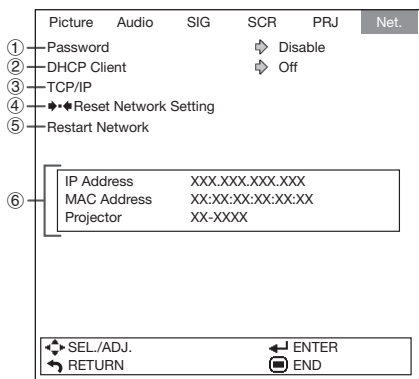 Picture Audio SIG SCR PRJ Net.
① Password Disable
② DHCP Client Off
③ TCP/IP
④ Reset Network Setting
⑤ Restart Network
⑥
IP Address XXX.XXX.XXX.XXX
MAC Address XX:XX:XX:XX:XX:XX
Projector XX-XXXX
SEL./ADJ. ENTER
RETURN END